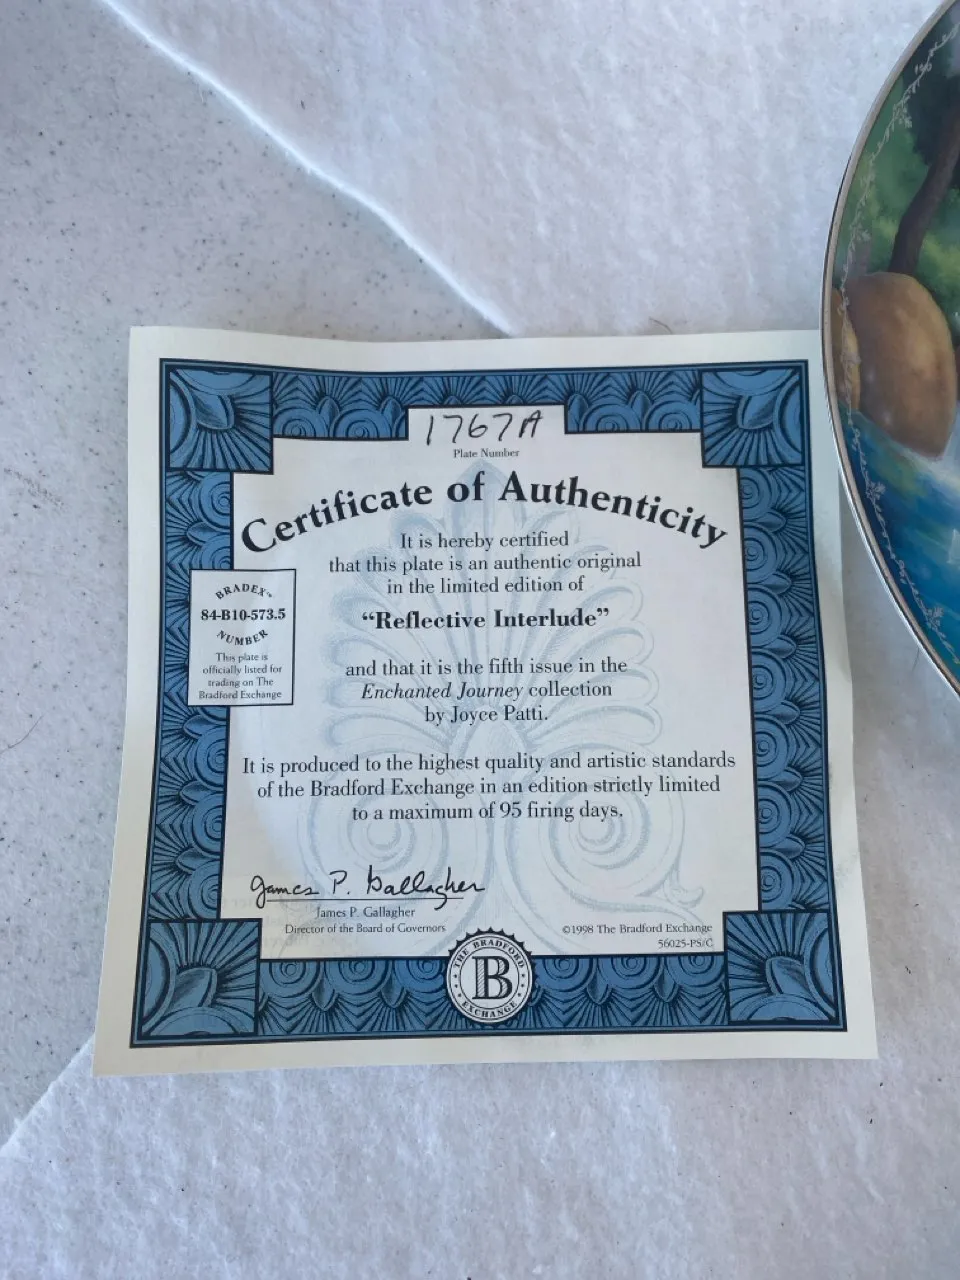 1767A
Plate Number
Certificate of Authenticity
It is hereby certified
that this plate is an authentic original
in the limited edition of
“Reflective Interlude”
and that it is the fifth issue in the
Enchanted Journey collection
by Joyce Patti.
BRADEX™
84-B10-573.5
NUMBER
This plate is
officially listed for
trading on The
Bradford Exchange
It is produced to the highest quality and artistic standards
of the Bradford Exchange in an edition strictly limited
to a maximum of 95 firing days.
James P. Gallagher
James P. Gallagher
Director of the Board of Governors
©1998 The Bradford Exchange
56025-PS/C
THE BRADFORD
B
EXCHANGE